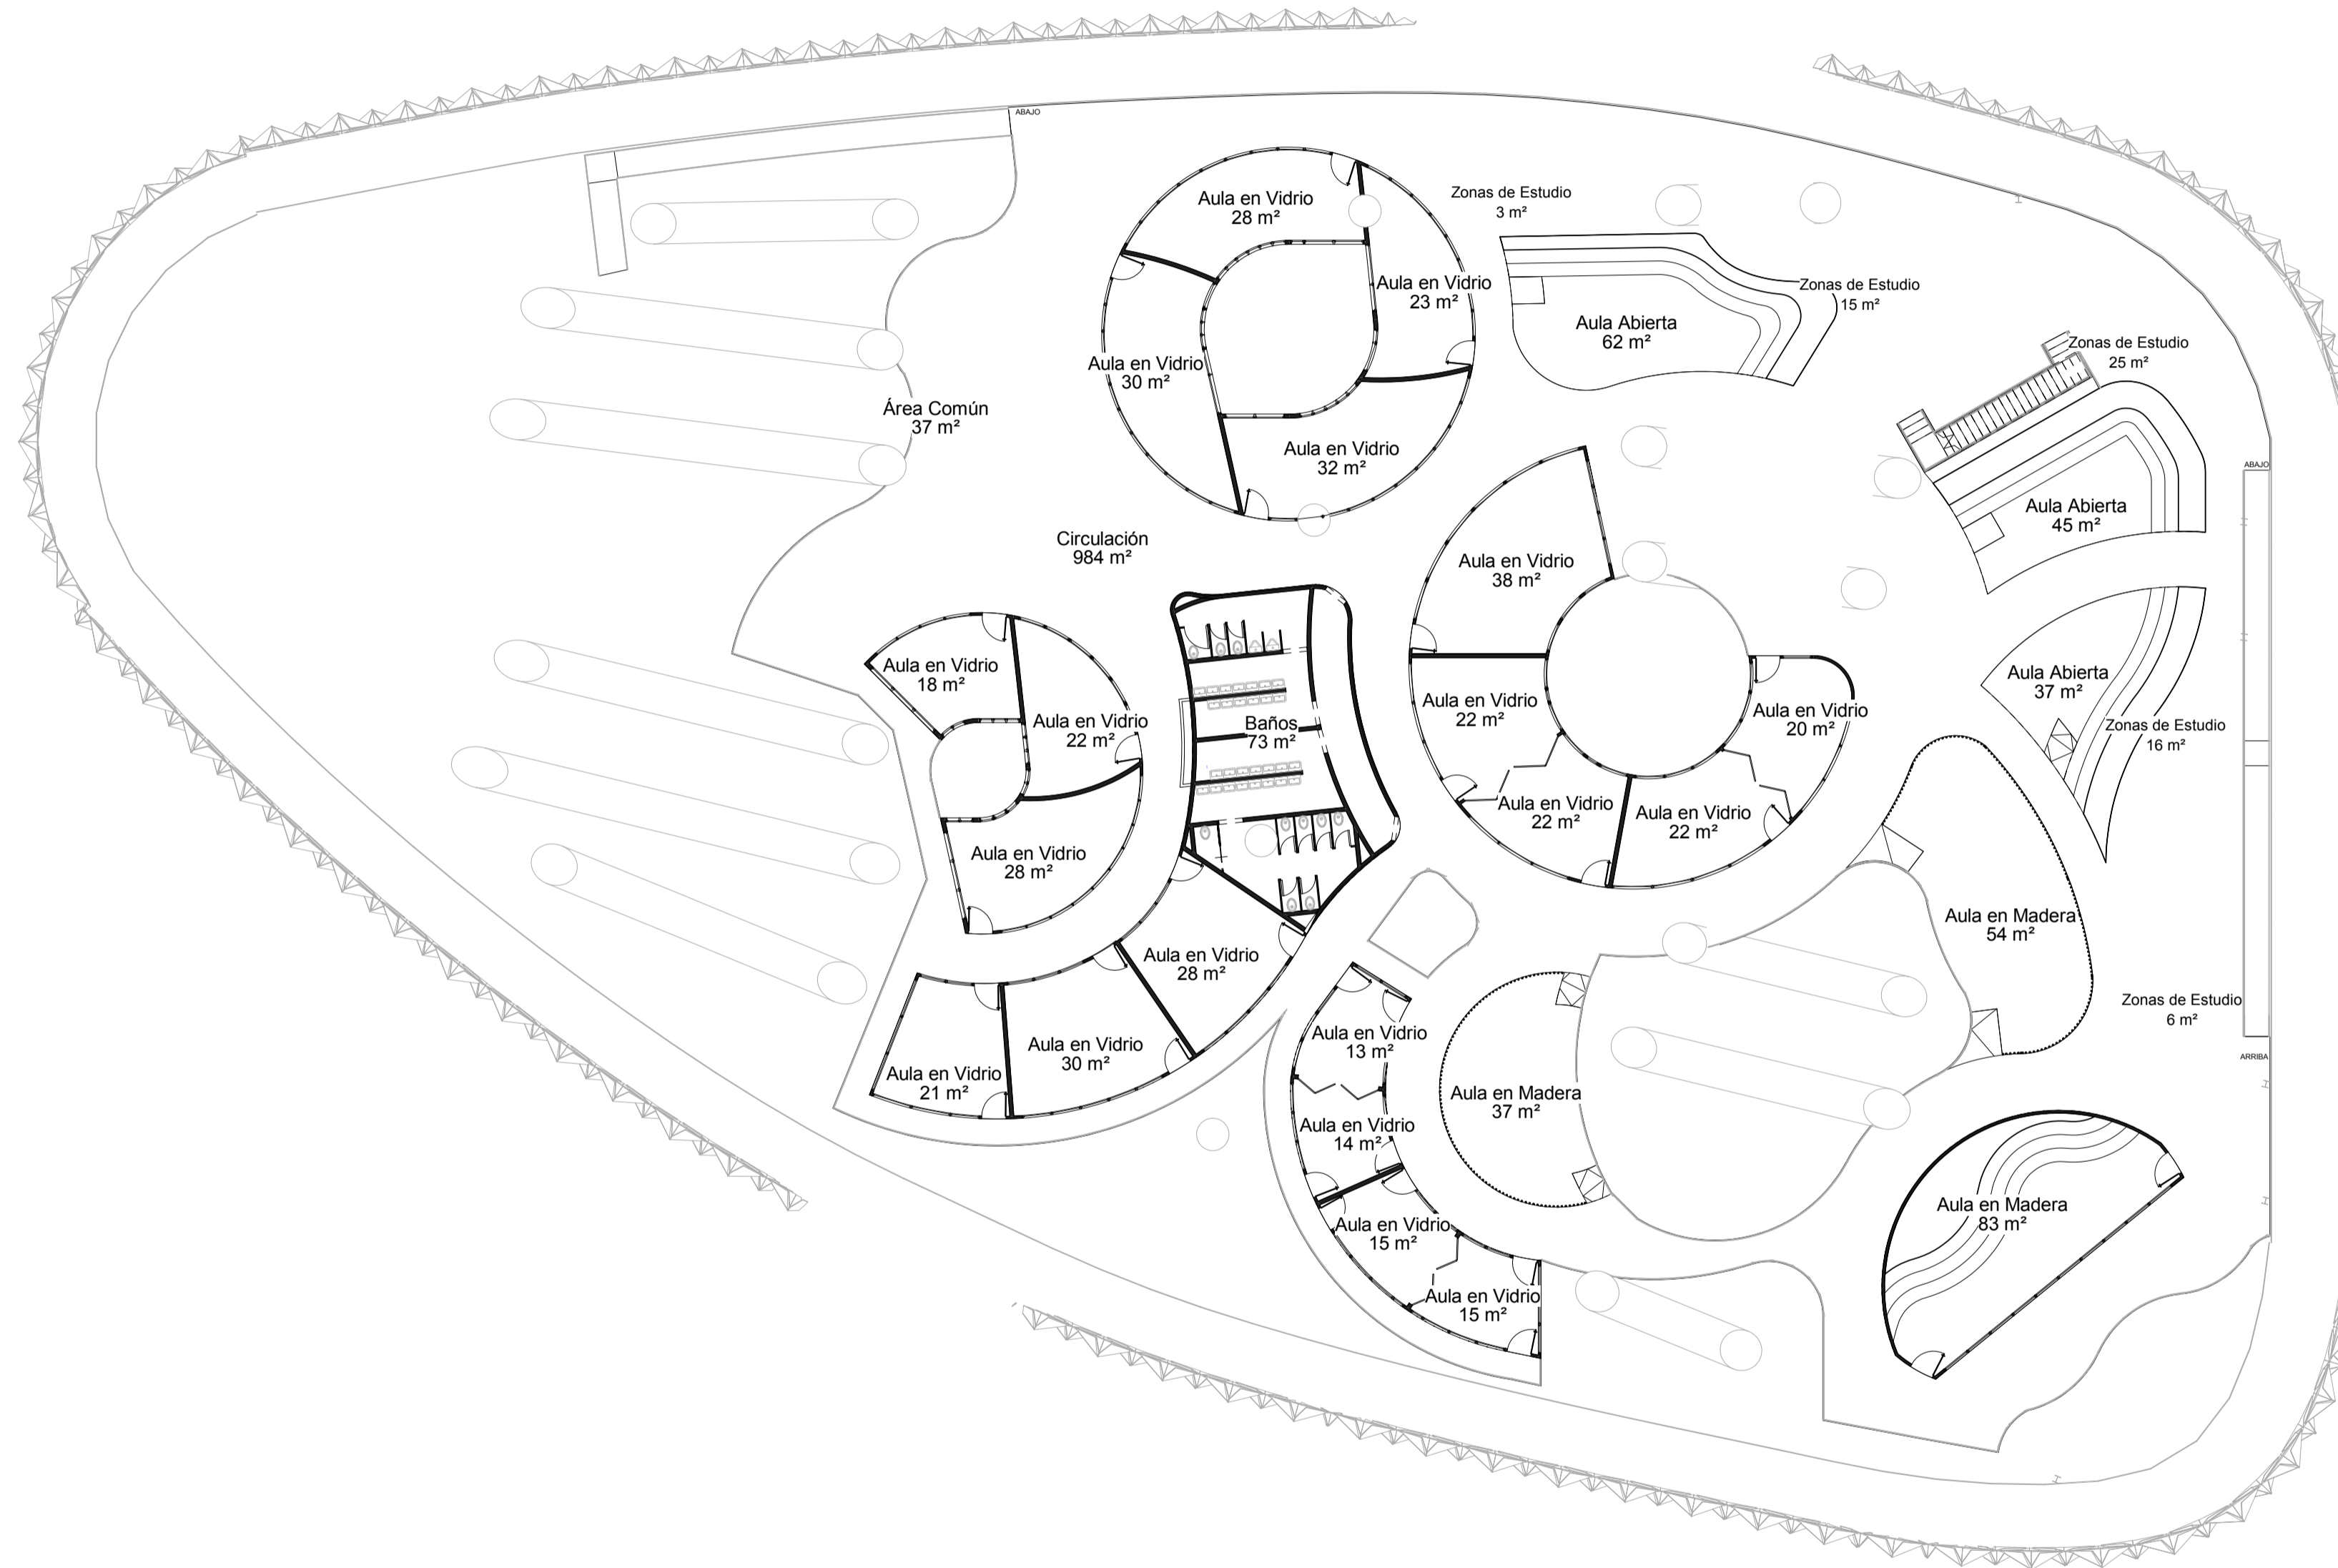 ABAJO
Aula en Vidrio
28 m²
Zonas de Estudio
3 m²
Aula en Vidrio
23 m²
Zonas de Estudio
15 m²
Aula Abierta
62 m²
Zonas de Estudio
25 m²
Aula en Vidrio
30 m²
Área Común
37 m²
Aula en Vidrio
32 m²
ABAJO
Aula Abierta
45 m²
Circulación
984 m²
Aula en Vidrio
38 m²
Aula en Vidrio
18 m²
Aula Abierta
37 m²
Aula en Vidrio
22 m²
Baños
73 m²
Aula en Vidrio
22 m²
Aula en Vidrio
20 m²
Zonas de Estudio
16 m²
Aula en Vidrio
22 m²
Aula en Vidrio
22 m²
Aula en Vidrio
28 m²
Aula en Madera
54 m²
Aula en Vidrio
28 m²
Zonas de Estudio
6 m²
Aula en Vidrio
13 m²
Aula en Vidrio
30 m²
ARRIBA
Aula en Vidrio
21 m²
Aula en Madera
37 m²
Aula en Vidrio
14 m²
Aula en Madera
83 m²
Aula en Vidrio
15 m²
Aula en Vidrio
15 m²